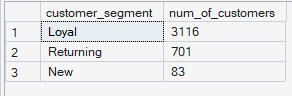 customer_segment num_of_customers
1 Loyal 3116
2 Returning 701
3 New 83